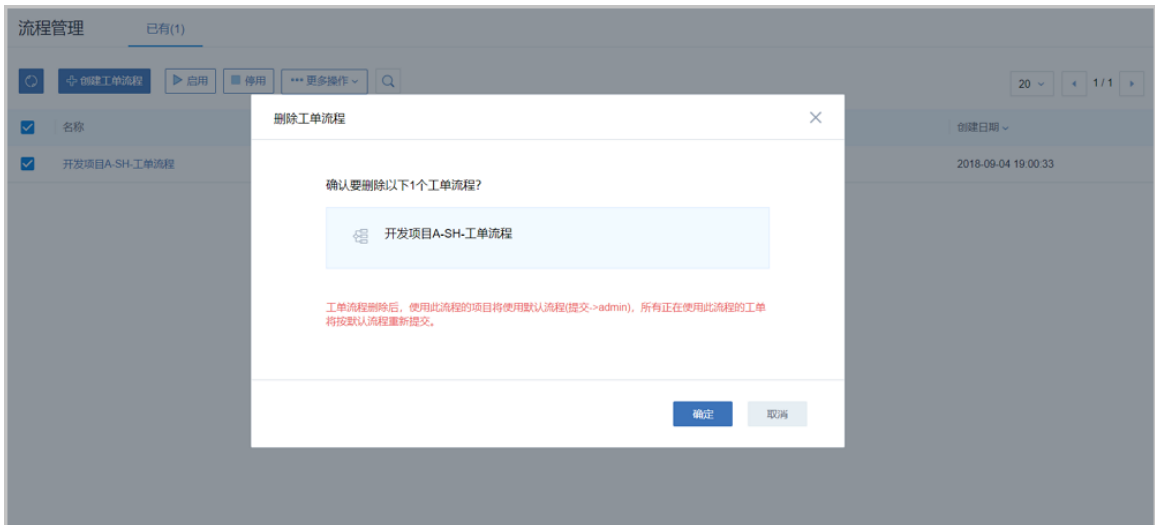 流程管理 已有(1)
创建工单流程 启用 停用 更多操作 20 1 / 1
删除工单流程
名称 创建日期
开发项目A-SH-工单流程 2018-09-04 19:00:33
确认要删除以下1个工单流程?
开发项目A-SH-工单流程
工单流程删除后，使用此流程的项目将使用默认流程(提交->admin)，所有正在使用此流程的工单
将按默认流程重新提交。
确定 取消